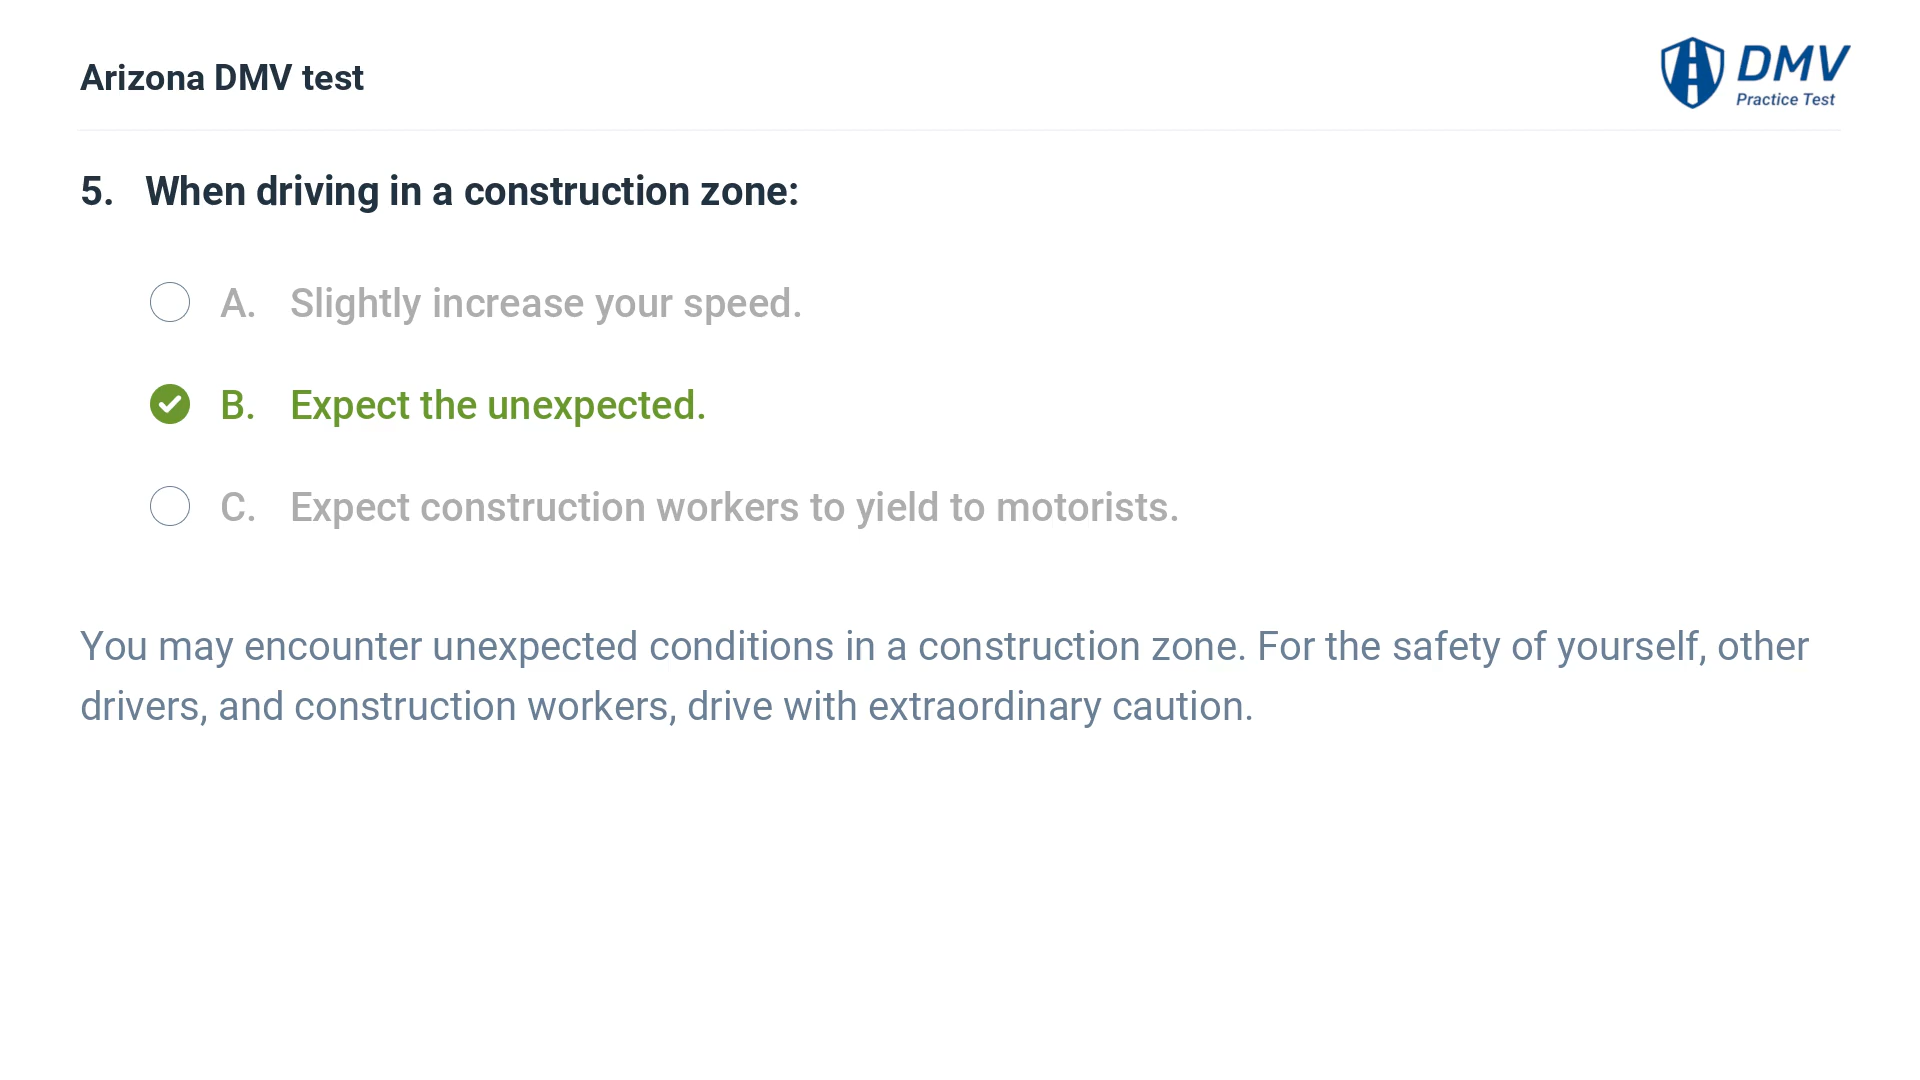 Arizona DMV test
DMV
Practice Test
5. When driving in a construction zone:
A. Slightly increase your speed.
B. Expect the unexpected.
C. Expect construction workers to yield to motorists.
You may encounter unexpected conditions in a construction zone. For the safety of yourself, other
drivers, and construction workers, drive with extraordinary caution.